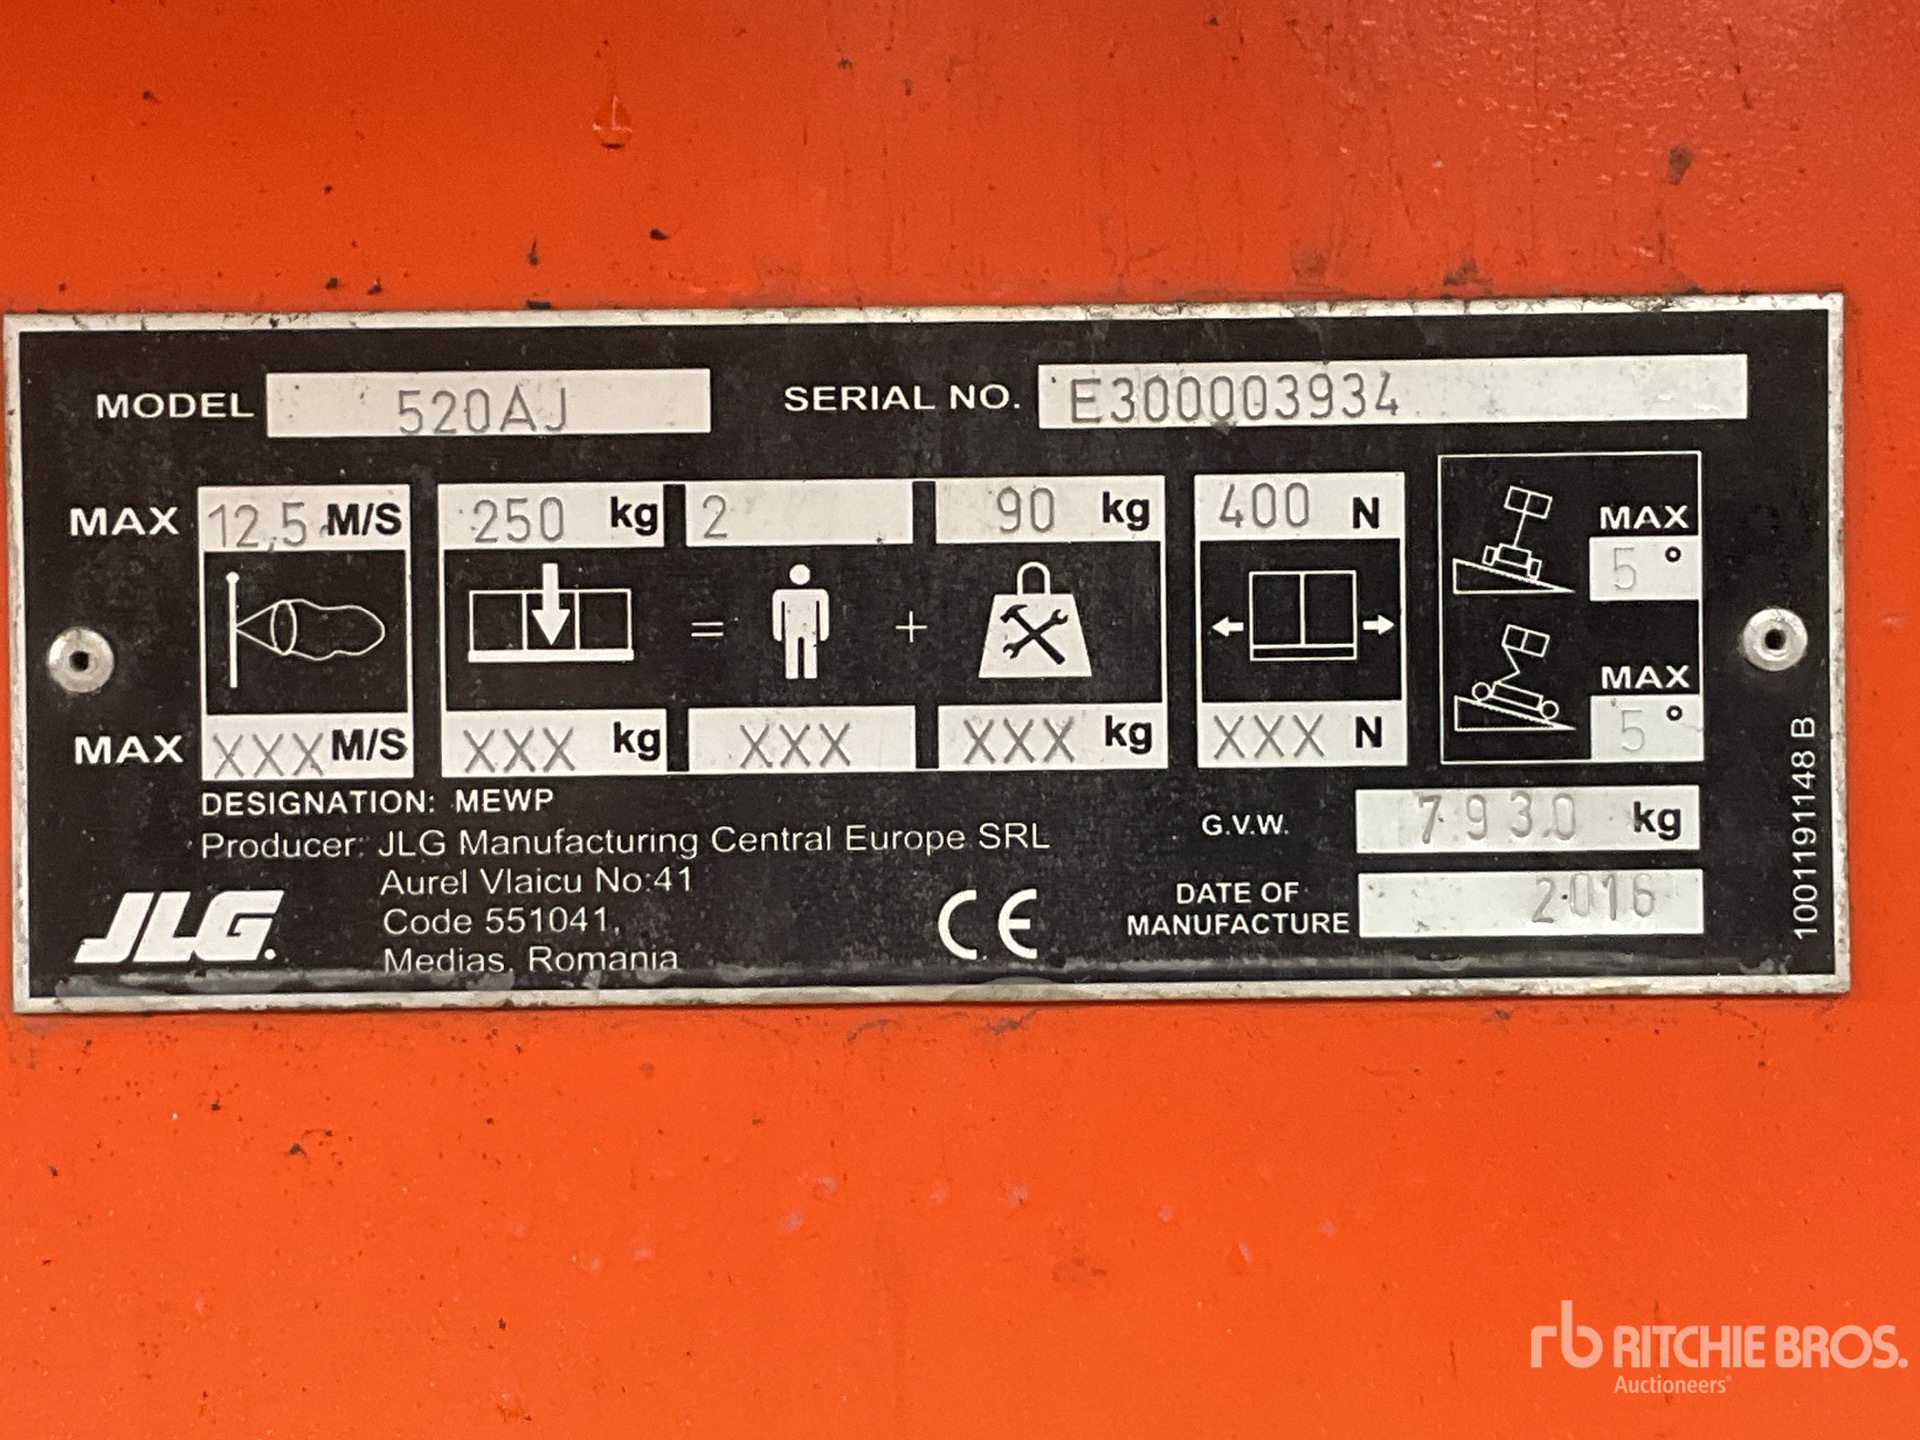 MODEL 520AJ SERIAL NO. E300003934
MAX 12,5 M/S 250 kg 2 90 kg 400 N MAX 5 °
= +
MAX 5 °
MAX XXX M/S XXX kg XXX XXX kg XXX N
DESIGNATION: MEWP
Producer: JLG Manufacturing Central Europe SRL
G.V.W. 7930 kg
Aurel Vlaicu No:41
Code 551041,
Medias, Romania
JLG.
CE
DATE OF
MANUFACTURE 2016
1001191148 B
rb RITCHIE BROS.
Auctioneers